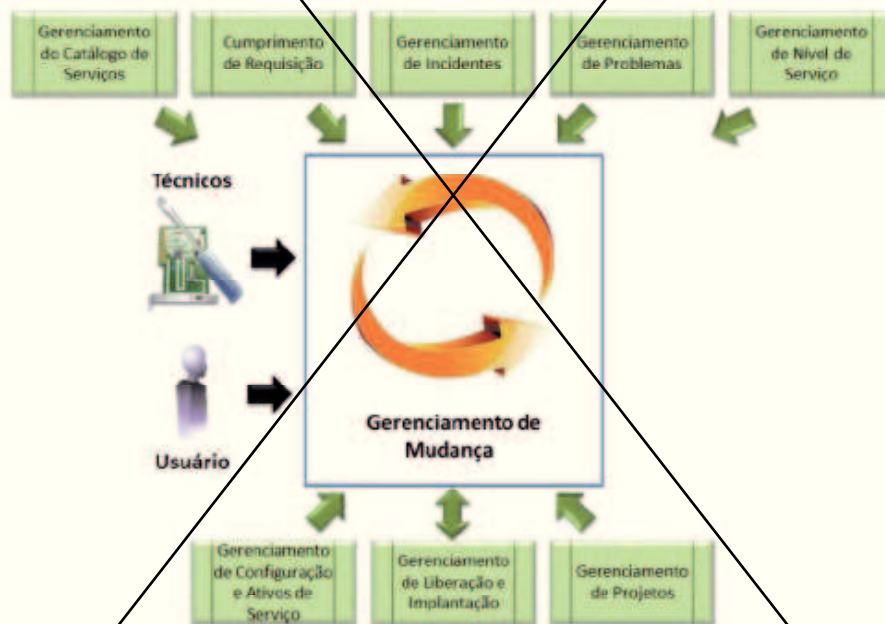 Gerenciamento
do Catálogo de
Serviços
Cumprimento
de Requisição
Gerenciamento
de Incidentes
Gerenciamento
de Problemas
Gerenciamento
de Nível de
Serviço
Técnicos
Usuário
Gerenciamento de
Mudança
Gerenciamento
de Configuração
e Ativos de
Serviço
Gerenciamento
de Liberação e
Implantação
Gerenciamento
de Projetos